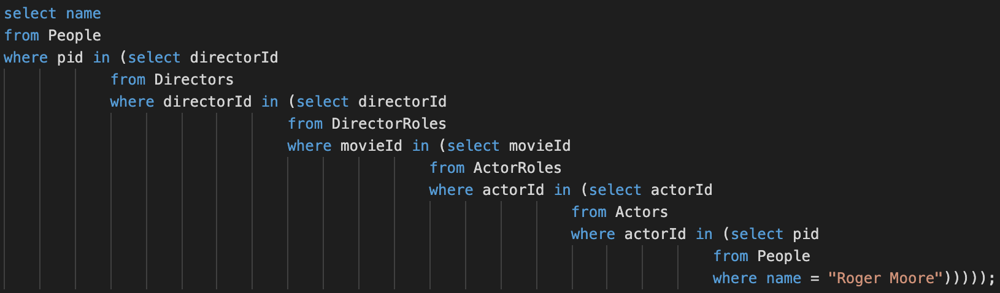 select name
from People
where pid in (select directorId
from Directors
where directorId in (select directorId
from DirectorRoles
where movieId in (select movieId
from ActorRoles
where actorId in (select actorId
from Actors
where actorId in (select pid
from People
where name = "Roger Moore")))));